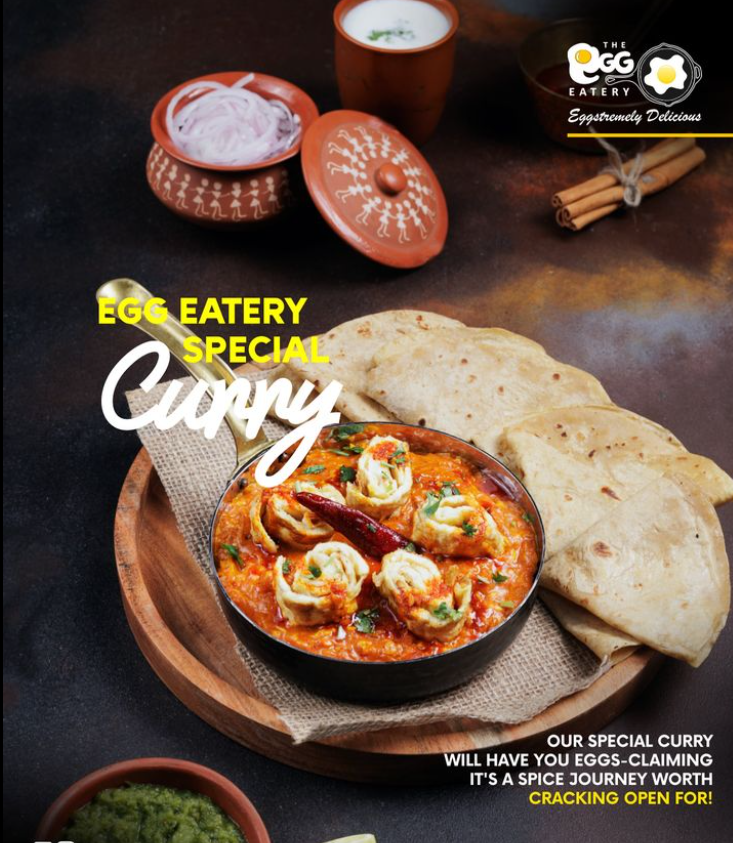 THE
eGG
EATERY
Eggstremely Delicious
EGG EATERY
SPECIAL
Curry
OUR SPECIAL CURRY
WILL HAVE YOU EGGS-CLAIMING
IT'S A SPICE JOURNEY WORTH
CRACKING OPEN FOR!